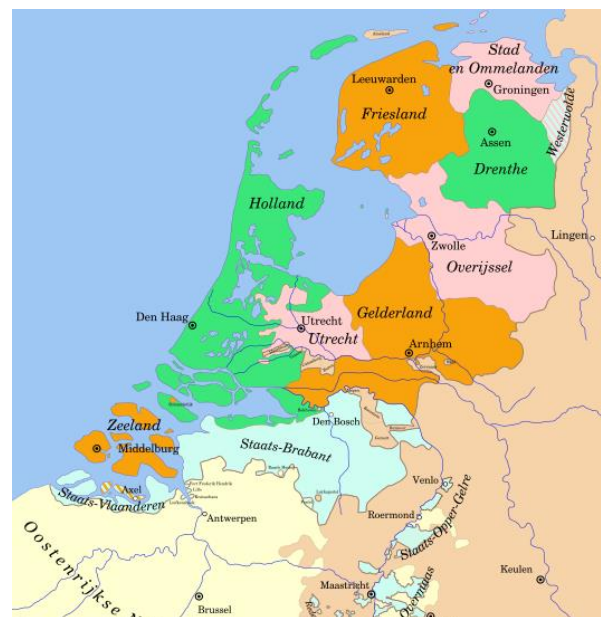 Stad
en Ommelanden
Leeuwarden
Groningen
Friesland
Westerwolde
Assen
Drenthe
Holland
Lingen
Zwolle
Overijssel
Gelderland
Den Haag
Utrecht
Utrecht
Arnhem
Zeeland
Den Bosch
Middelburg
Staats-Brabant
Axel
Staats-Vlaanderen
Venlo
Antwerpen
Roermond
Staats-Opper-Gelre
Oostenrijkse
Keulen
Maastricht
Overmaas
Brussel